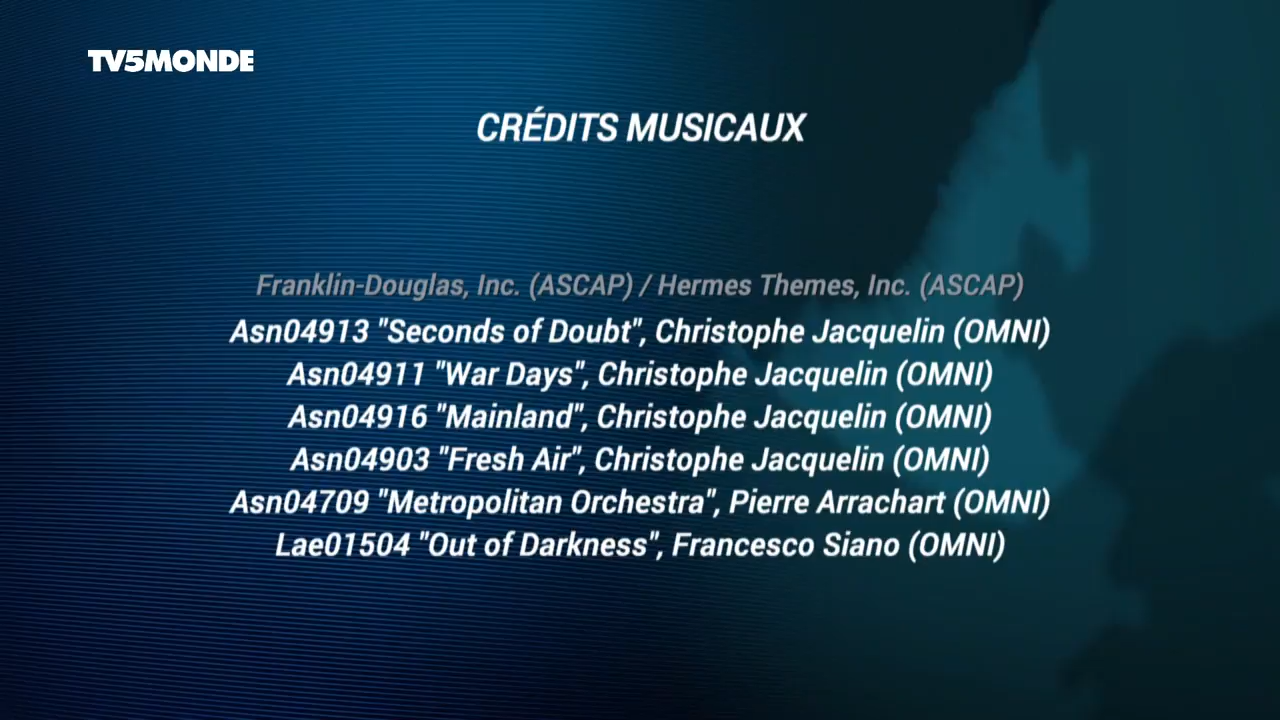 TV5MONDE
CRÉDITS MUSICAUX
Franklin-Douglas, Inc. (ASCAP) / Hermes Themes, Inc. (ASCAP)
Asn04913 "Seconds of Doubt", Christophe Jacquelin (OMNI)
Asn04911 "War Days", Christophe Jacquelin (OMNI)
Asn04916 "Mainland", Christophe Jacquelin (OMNI)
Asn04903 "Fresh Air", Christophe Jacquelin (OMNI)
Asn04709 "Metropolitan Orchestra", Pierre Arrachart (OMNI)
Lae01504 "Out of Darkness", Francesco Siano (OMNI)